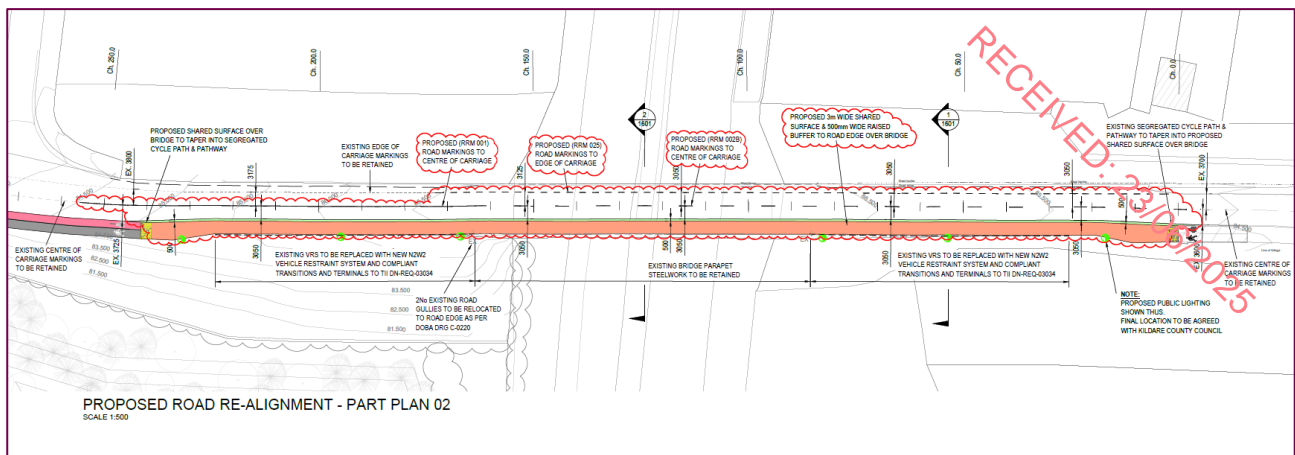 Ch. 250.0
Ch. 200.0
Ch. 150.0
Ch. 100.0
Ch. 50.0
Ch. 0.0
RECEIVED: 23/06/2025
PROPOSED SHARED SURFACE OVER
BRIDGE TO TAPER INTO SEGREGATED
CYCLE PATH & PATHWAY
EXISTING EDGE OF
CARRIAGE MARKINGS
TO BE RETAINED
PROPOSED (RRM 001)
ROAD MARKINGS TO
CENTRE OF CARRIAGE
PROPOSED (RRM 025)
ROAD MARKINGS TO
EDGE OF CARRIAGE
2
1601
PROPOSED (RRM 002B)
ROAD MARKINGS TO
CENTRE OF CARRIAGE
PROPOSED 3m WIDE SHARED
SURFACE & 500mm WIDE RAISED
BUFFER TO ROAD EDGE OVER BRIDGE
1
1601
EXISTING SEGREGATED CYCLE PATH &
PATHWAY TO TAPER INTO PROPOSED
SHARED SURFACE OVER BRIDGE
EX. 3800
3175
3125
3050
3050
3050
EX. 3700
500
EX. 3725
500
3050
3050
500
3050
3050
3050
EX. 3600
EXISTING CENTRE OF
CARRIAGE MARKINGS
TO BE RETAINED
83.500
82.500
81.500
EXISTING VRS TO BE REPLACED WITH NEW N2W2
VEHICLE RESTRAINT SYSTEM AND COMPLIANT
TRANSITIONS AND TERMINALS TO TII DN-REQ-03034
83.500
82.500
81.500
2No EXISTING ROAD
GULLIES TO BE RELOCATED
TO ROAD EDGE AS PER
DOBA DRG C-0220
EXISTING BRIDGE PARAPET
STEELWORK TO BE RETAINED
EXISTING VRS TO BE REPLACED WITH NEW N2W2
VEHICLE RESTRAINT SYSTEM AND COMPLIANT
TRANSITIONS AND TERMINALS TO TII DN-REQ-03034
NOTE:
PROPOSED PUBLIC LIGHTING
SHOWN THUS.
FINAL LOCATION TO BE AGREED
WITH KILDARE COUNTY COUNCIL
EXISTING CENTRE OF
CARRIAGE MARKINGS
TO BE RETAINED
PROPOSED ROAD RE-ALIGNMENT - PART PLAN 02
SCALE 1:500